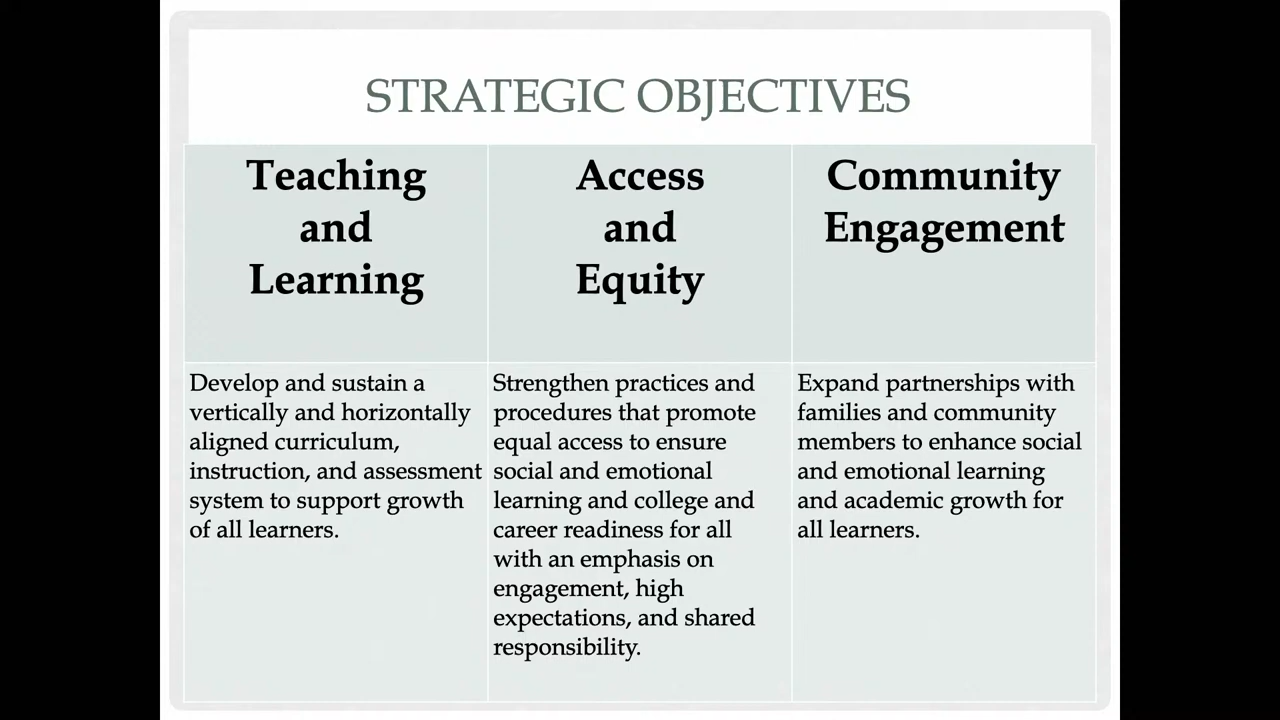 STRATEGIC OBJECTIVES
Teaching
and
Learning
Access
and
Equity
Community
Engagement
Develop and sustain a
vertically and horizontally
aligned curriculum,
instruction, and assessment
system to support growth
of all learners.
Strengthen practices and
procedures that promote
equal access to ensure
social and emotional
learning and college and
career readiness for all
with an emphasis on
engagement, high
expectations, and shared
responsibility.
Expand partnerships with
families and community
members to enhance social
and emotional learning
and academic growth for
all learners.